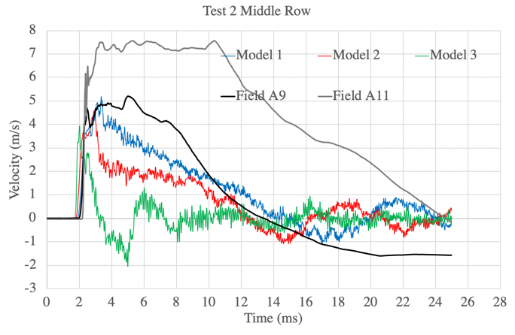 Test 2 Middle Row
8
7
6
5
4
3
2
1
0
-1
-2
-3
Velocity (m/s)
Model 1 Model 2 Model 3
Field A9 Field A11
0 2 4 6 8 10 12 14 16 18 20 22 24 26 28
Time (ms)